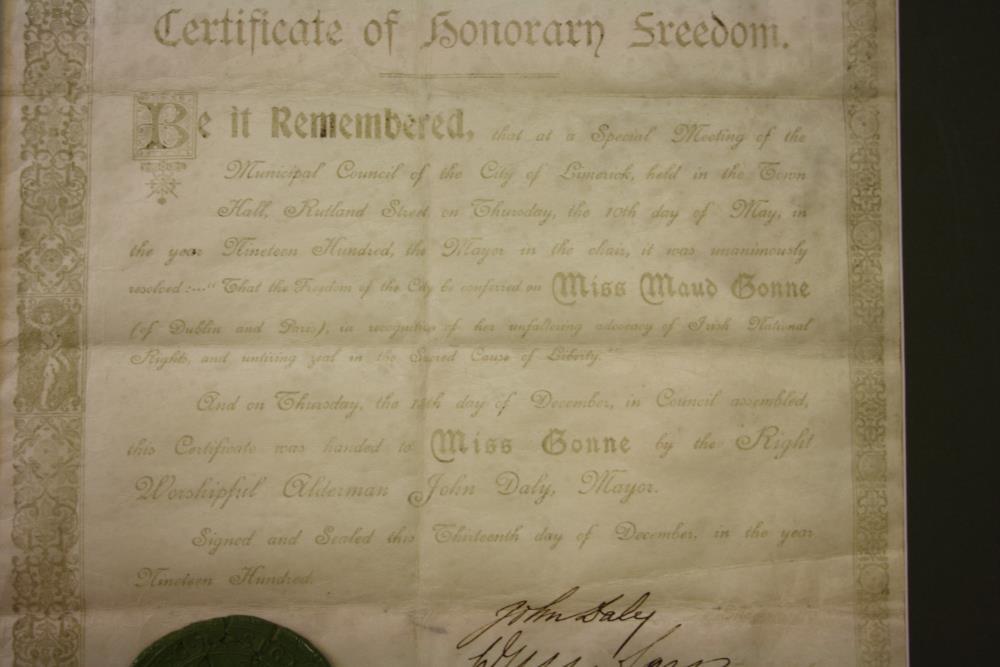 Certificate of Honorary Freedom.
Be it Remembered, that at a Special Meeting of the
Municipal Council of the City of Limerick, held in the Town
Hall, Rutland Street on Thursday, the 10th day of May, in
the year Nineteen Hundred, the Mayor in the chair, it was unanimously
resolved:—"That the Freedom of the City be conferred on Miss Maud Gonne
(of Dublin and Paris), in recognition of her unfaltering advocacy of Irish National
Rights, and untiring zeal in the Sacred Cause of Liberty."
And on Thursday, the day of December, in Council assembled,
this Certificate was handed to Miss Gonne by the Right
Worshipful Alderman John Daly, Mayor.
Signed and Sealed this Thirteenth day of December, in the year
Nineteen Hundred.
John Daly